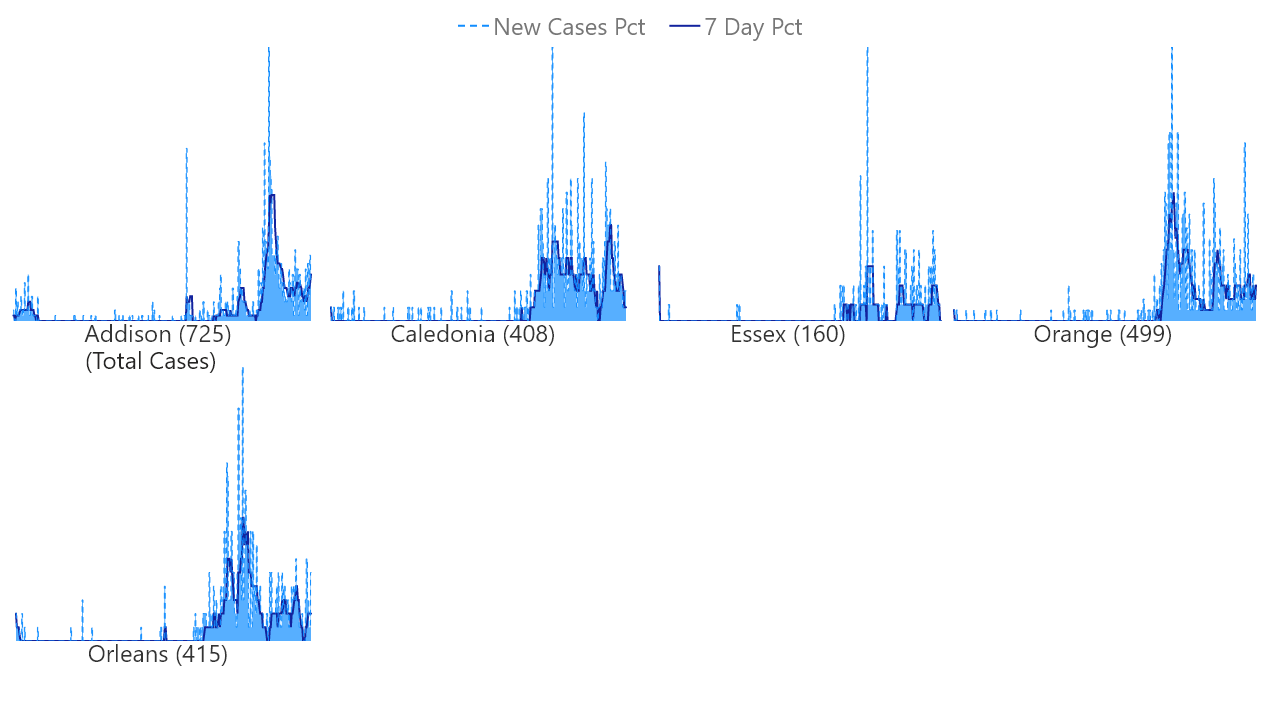 New Cases Pct 7 Day Pct
Addison (725)
(Total Cases)
Caledonia (408)
Essex (160)
Orange (499)
Orleans (415)